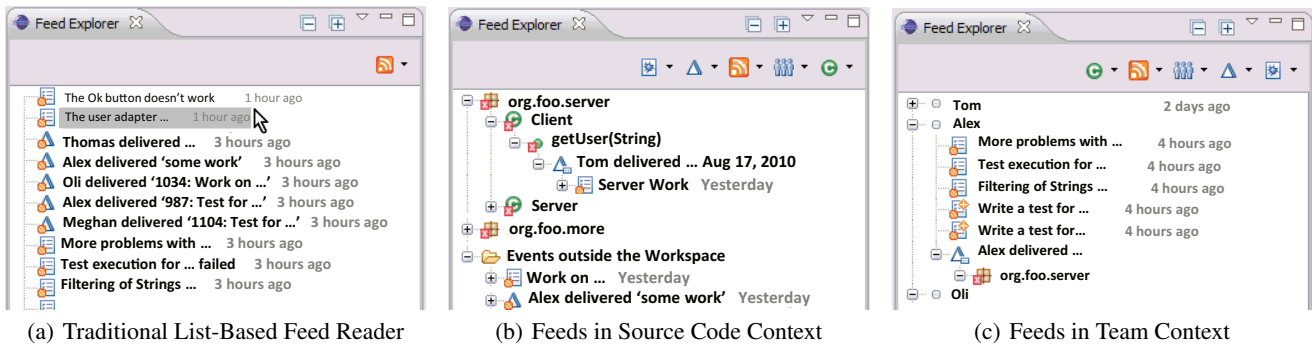 Feed Explorer
The Ok button doesn't work 1 hour ago
The user adapter ... 1 hour ago
Thomas delivered ... 3 hours ago
Alex delivered ‘some work’ 3 hours ago
Oli delivered ‘1034: Work on ...’ 3 hours ago
Alex delivered ‘987: Test for ...’ 3 hours ago
Meghan delivered ‘1104: Test for ...’ 3 hours ago
More problems with ... 3 hours ago
Test execution for ... failed 3 hours ago
Filtering of Strings ... 3 hours ago
(a) Traditional List-Based Feed Reader
Feed Explorer
org.foo.server
Client
getUser(String)
Tom delivered ... Aug 17, 2010
Server Work Yesterday
Server
org.foo.more
Events outside the Workspace
Work on ... Yesterday
Alex delivered ‘some work’ Yesterday
(b) Feeds in Source Code Context
Feed Explorer
Tom 2 days ago
Alex
More problems with ... 4 hours ago
Test execution for ... 4 hours ago
Filtering of Strings ... 4 hours ago
Write a test for ... 4 hours ago
Write a test for... 4 hours ago
Alex delivered ...
org.foo.server
Oli
(c) Feeds in Team Context